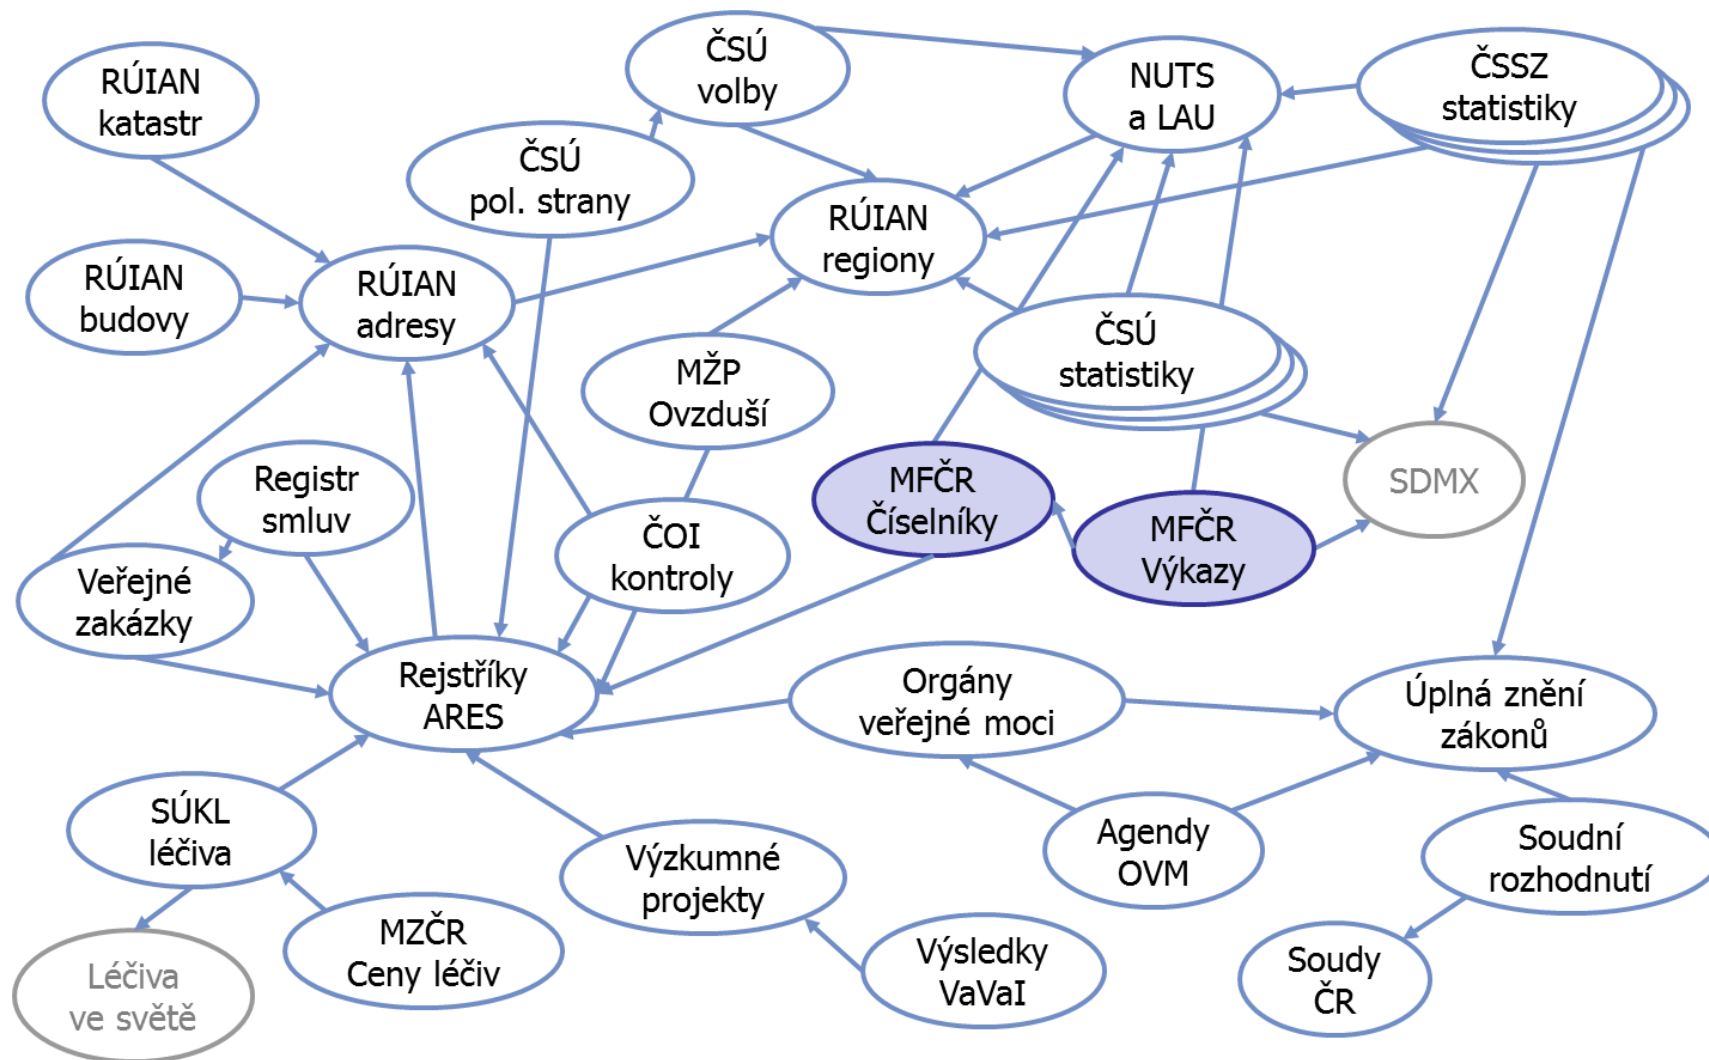 RÚIAN
katastr
ČSÚ
volby
NUTS
a LAU
ČSSZ
statistiky
ČSÚ
pol. strany
RÚIAN
regiony
RÚIAN
budovy
RÚIAN
adresy
MŽP
Ovzduší
ČSÚ
statistiky
Registr
smluv
MFČR
Číselníky
SDMX
ČOI
kontroly
MFČR
Výkazy
Veřejné
zakázky
Rejstříky
ARES
Orgány
veřejné moci
Úplná znění
zákonů
SÚKL
léčiva
Výzkumné
projekty
Agendy
OVM
Soudní
rozhodnutí
MZČR
Ceny léčiv
Výsledky
VaVaI
Soudy
ČR
Léčiva
ve světě